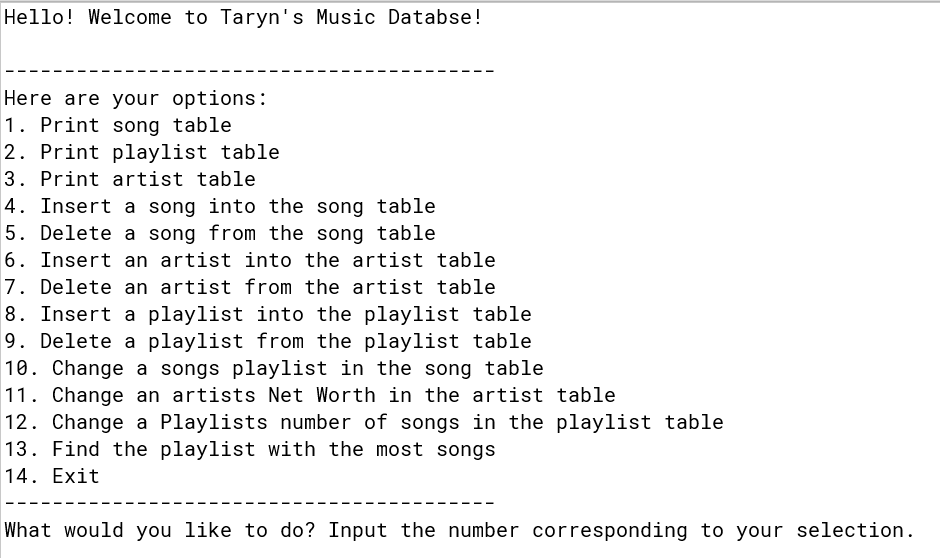 Hello! Welcome to Taryn's Music Databse!
-----------------------------------------
Here are your options:
1. Print song table
2. Print playlist table
3. Print artist table
4. Insert a song into the song table
5. Delete a song from the song table
6. Insert an artist into the artist table
7. Delete an artist from the artist table
8. Insert a playlist into the playlist table
9. Delete a playlist from the playlist table
10. Change a songs playlist in the song table
11. Change an artists Net Worth in the artist table
12. Change a Playlists number of songs in the playlist table
13. Find the playlist with the most songs
14. Exit
-----------------------------------------
What would you like to do? Input the number corresponding to your selection.